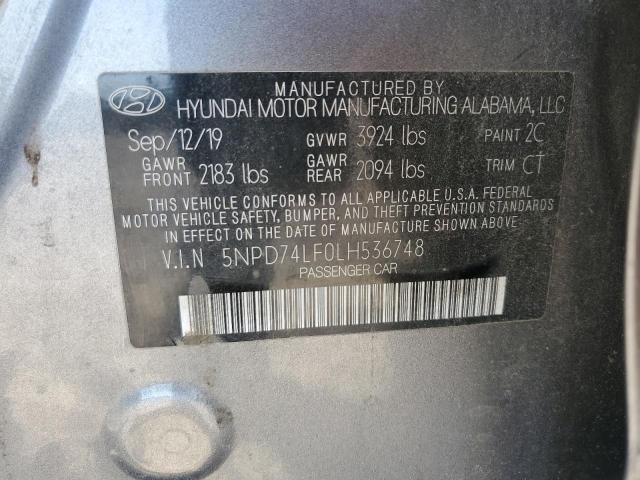 MANUFACTURED BY
HYUNDAI MOTOR MANUFACTURING ALABAMA, LLC
Sep/12/19 GVWR 3924 lbs PAINT 2C
GAWR FRONT 2183 lbs GAWR REAR 2094 lbs TRIM CT
THIS VEHICLE CONFORMS TO ALL APPLICABLE U.S.A. FEDERAL
MOTOR VEHICLE SAFETY, BUMPER, AND THEFT PREVENTION STANDARDS
IN EFFECT ON THE DATE OF MANUFACTURE SHOWN ABOVE.
V.I.N 5NPD74LF0LH536748
PASSENGER CAR